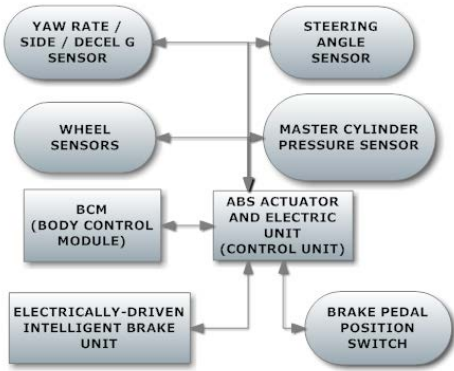 YAW RATE /
SIDE / DECEL G
SENSOR
STEERING
ANGLE
SENSOR
WHEEL
SENSORS
MASTER CYLINDER
PRESSURE SENSOR
BCM
(BODY CONTROL
MODULE)
ABS ACTUATOR
AND ELECTRIC
UNIT
(CONTROL UNIT)
ELECTRICALLY-DRIVEN
INTELLIGENT BRAKE
UNIT
BRAKE PEDAL
POSITION
SWITCH